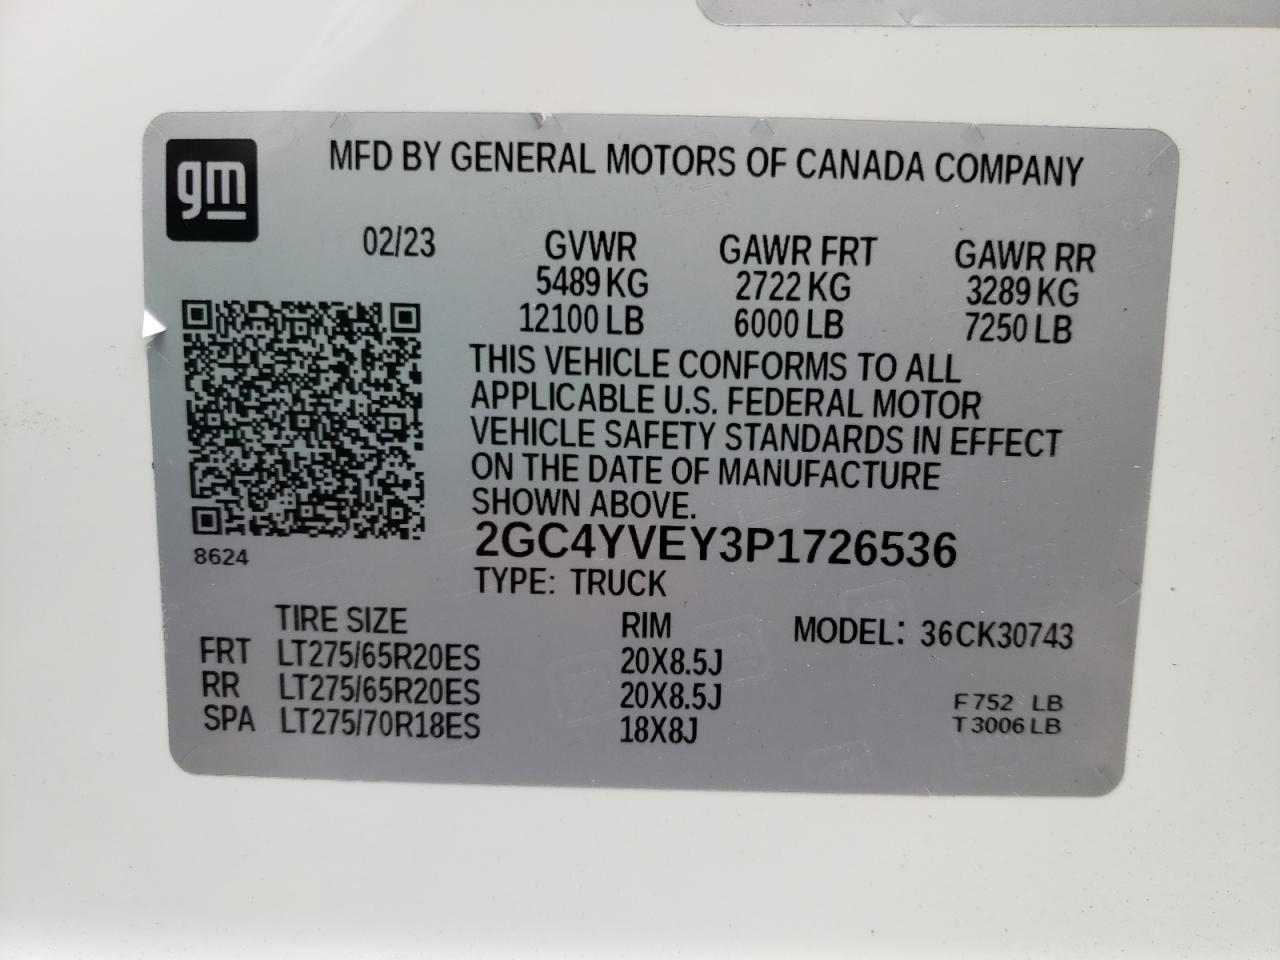 gm
MFD BY GENERAL MOTORS OF CANADA COMPANY
02/23 GVWR GAWR FRT GAWR RR
5489 KG 2722 KG 3289 KG
12100 LB 6000 LB 7250 LB
THIS VEHICLE CONFORMS TO ALL
APPLICABLE U.S. FEDERAL MOTOR
VEHICLE SAFETY STANDARDS IN EFFECT
ON THE DATE OF MANUFACTURE
SHOWN ABOVE.
2GC4YVEY3P1726536
8624
TYPE: TRUCK
TIRE SIZE RIM MODEL: 36CK30743
FRT LT275/65R20ES 20X8.5J
RR LT275/65R20ES 20X8.5J F 752 LB
SPA LT275/70R18ES 18X8J T 3006 LB